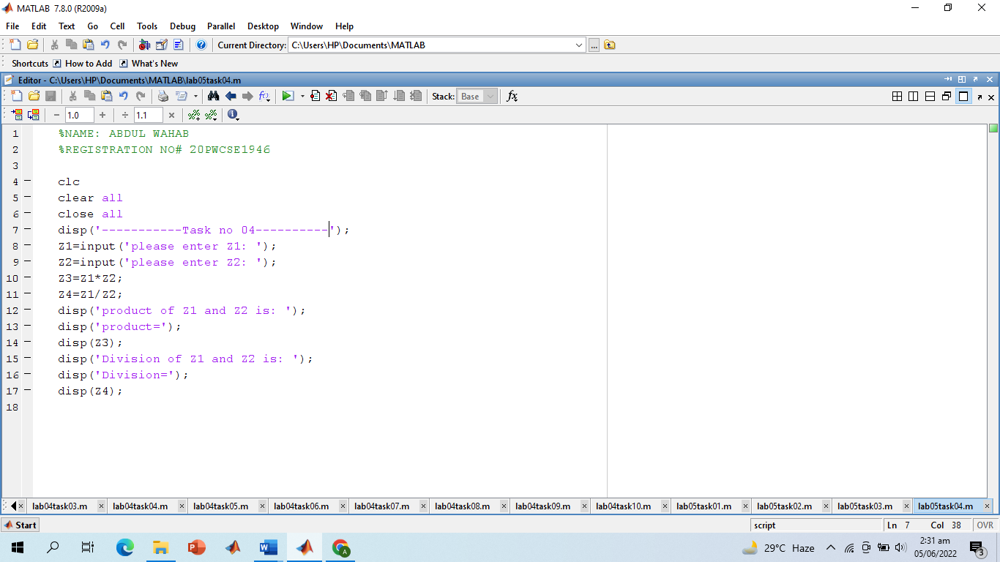 MATLAB 7.8.0 (R2009a)
File Edit Text Go Cell Tools Debug Parallel Desktop Window Help
Current Directory: C:\Users\HP\Documents\MATLAB
Shortcuts How to Add What's New
Editor - C:\Users\HP\Documents\MATLAB\lab05task04.m
Stack: Base fx
- 1.0 + ÷ 1.1 ×
1 %NAME: ABDUL WAHAB
2 %REGISTRATION NO# 20PWCSE1946
3
4 - clc
5 - clear all
6 - close all
7 - disp('-----------Task no 04----------');
8 - Z1=input('please enter Z1: ');
9 - Z2=input('please enter Z2: ');
10 - Z3=Z1*Z2;
11 - Z4=Z1/Z2;
12 - disp('product of Z1 and Z2 is: ');
13 - disp('product=');
14 - disp(Z3);
15 - disp('Division of Z1 and Z2 is: ');
16 - disp('Division=');
17 - disp(Z4);
18
lab04task03.m lab04task04.m lab04task05.m lab04task06.m lab04task07.m lab04task08.m lab04task09.m lab04task10.m lab05task01.m lab05task02.m lab05task03.m lab05task04.m
Start script Ln 7 Col 38 OVR
29°C Haze 2:31 am
05/06/2022 3